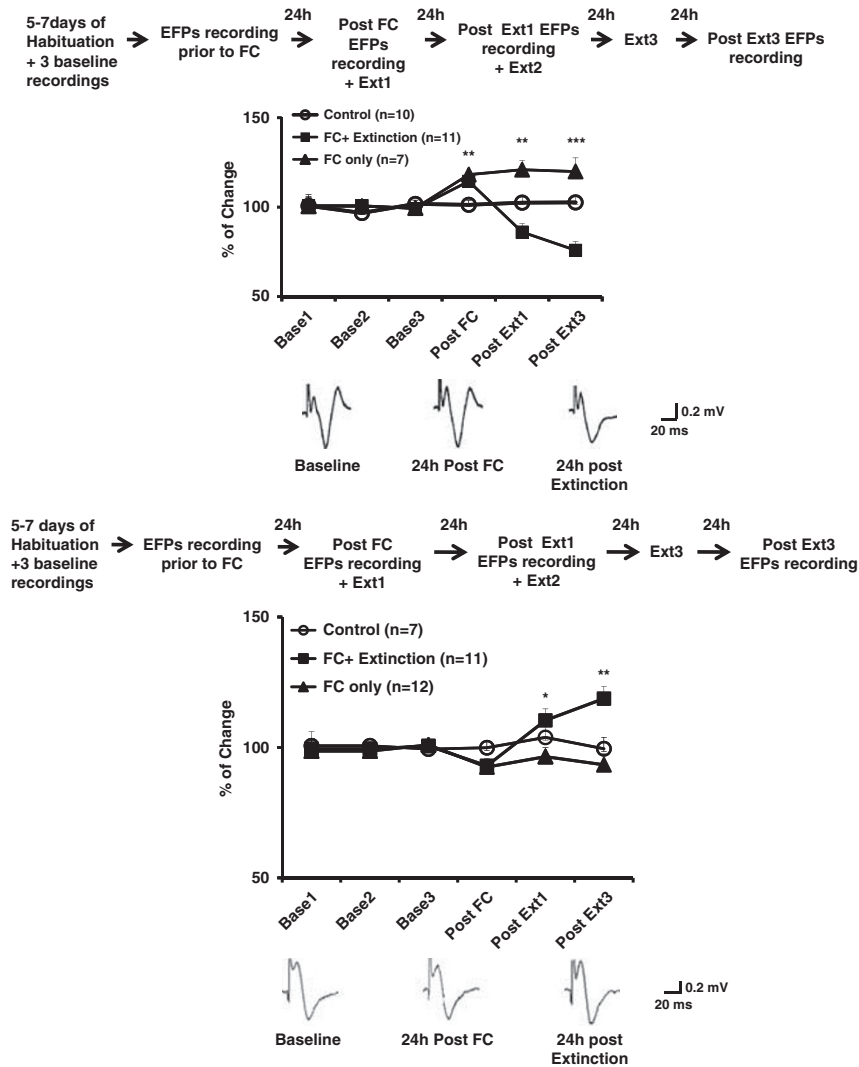 5-7days of
Habituation
+ 3 baseline
recordings
EFPs recording
prior to FC
24h
Post FC
EFPs
recording
+ Ext1
24h
Post Ext1 EFPs
recording
+ Ext2
24h
Ext3
24h
Post Ext3 EFPs
recording
150
100
50
% of Change
Control (n=10)
FC+ Extinction (n=11)
FC only (n=7)
**
**
***
Base1
Base2
Base3
Post FC
Post Ext1
Post Ext3
Baseline
24h Post FC
24h post
Extinction
0.2 mV
20 ms
5-7 days of
Habituation
+3 baseline
recordings
EFPs recording
prior to FC
24h
Post FC
EFPs recording
+ Ext1
24h
Post Ext1
EFPs recording
+ Ext2
24h
Ext3
24h
Post Ext3
EFPs recording
150
100
50
% of Change
Control (n=7)
FC+ Extinction (n=11)
FC only (n=12)
*
**
Base1
Base2
Base3
Post FC
Post Ext1
Post Ext3
Baseline
24h Post FC
24h post
Extinction
0.2 mV
20 ms